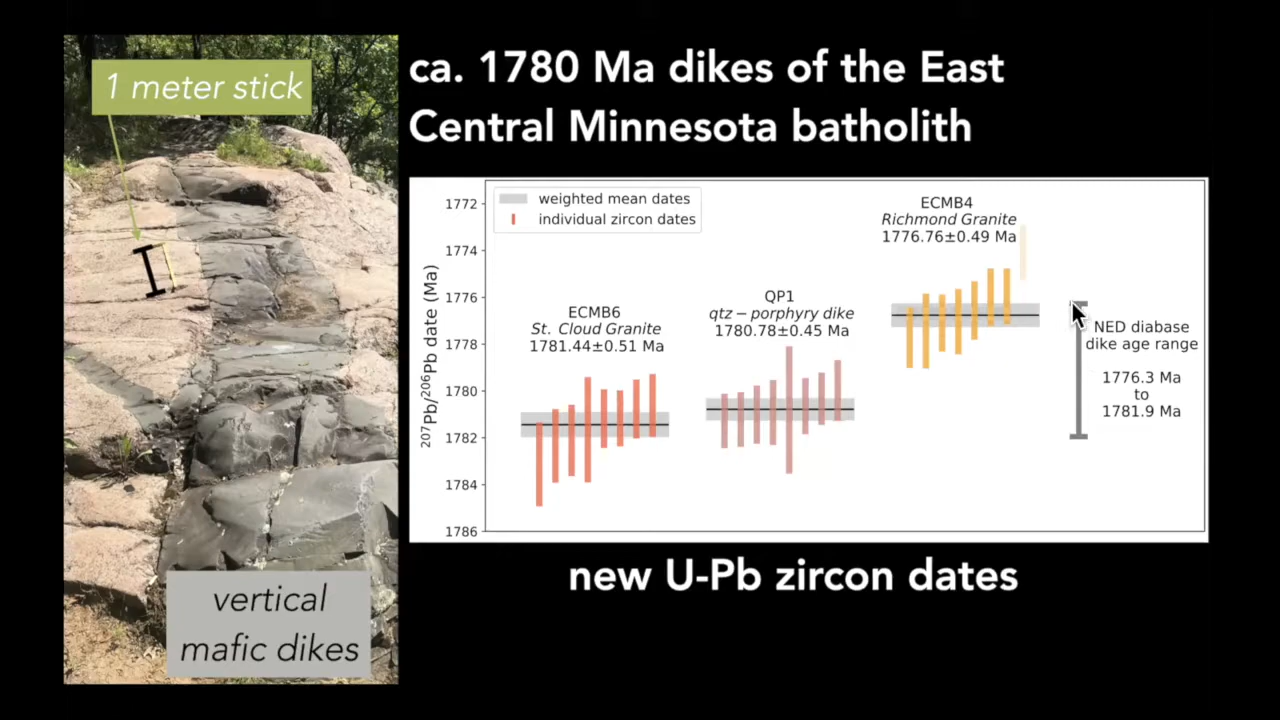 1 meter stick
vertical
mafic dikes
ca. 1780 Ma dikes of the East
Central Minnesota batholith
weighted mean dates
individual zircon dates
²⁰⁷Pb/²⁰⁶Pb date (Ma)
1772
1774
1776
1778
1780
1782
1784
1786
ECMB6
St. Cloud Granite
1781.44±0.51 Ma
QP1
qtz − porphyry dike
1780.78±0.45 Ma
ECMB4
Richmond Granite
1776.76±0.49 Ma
NED diabase
dike age range
1776.3 Ma
to
1781.9 Ma
new U-Pb zircon dates